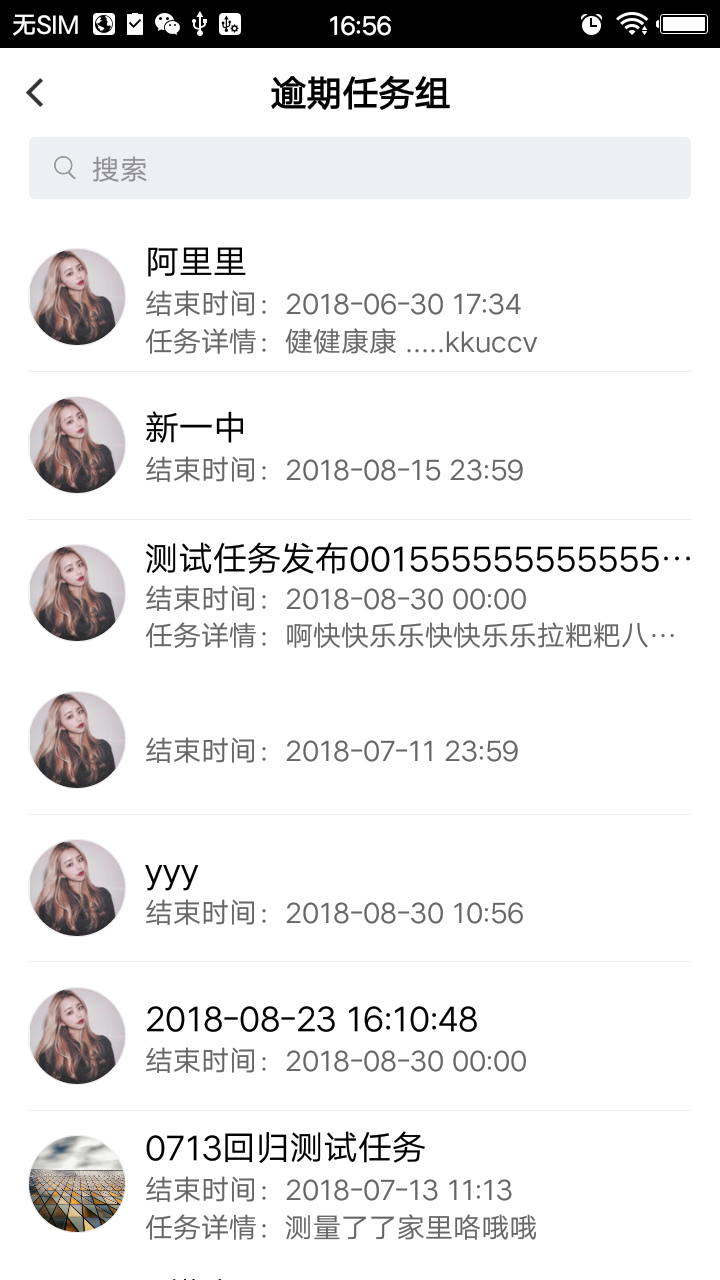 无SIM 16:56
逾期任务组
搜索
阿里里
结束时间：2018-06-30 17:34
任务详情：健健康康 .....kkuccv
新一中
结束时间：2018-08-15 23:59
测试任务发布001555555555555555···
结束时间：2018-08-30 00:00
任务详情：啊快快乐乐快快乐乐拉粑粑八···
结束时间：2018-07-11 23:59
yyy
结束时间：2018-08-30 10:56
2018-08-23 16:10:48
结束时间：2018-08-30 00:00
0713回归测试任务
结束时间：2018-07-13 11:13
任务详情：测量了了家里咯哦哦